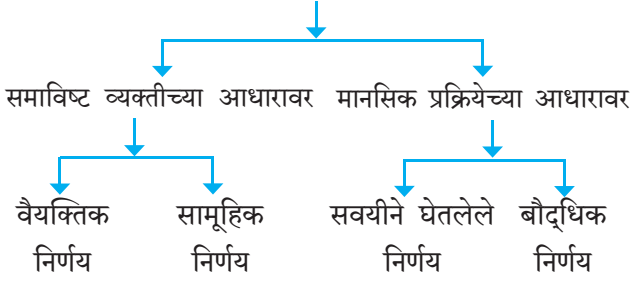 समाविष्ट व्यक्तीच्या आधारावर
मानसिक प्रक्रियेच्या आधारावर
वैयक्तिक
निर्णय
सामूहिक
निर्णय
सवयीने घेतलेले
निर्णय
बौद्‌धिक
निर्णय